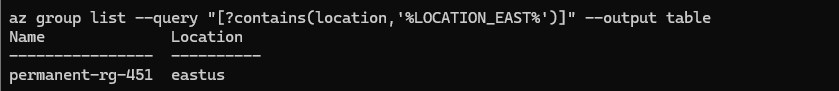 az group list --query "[?contains(location,'%LOCATION_EAST%')]" --output table
Name              Location
----------------  ----------
permanent-rg-451  eastus